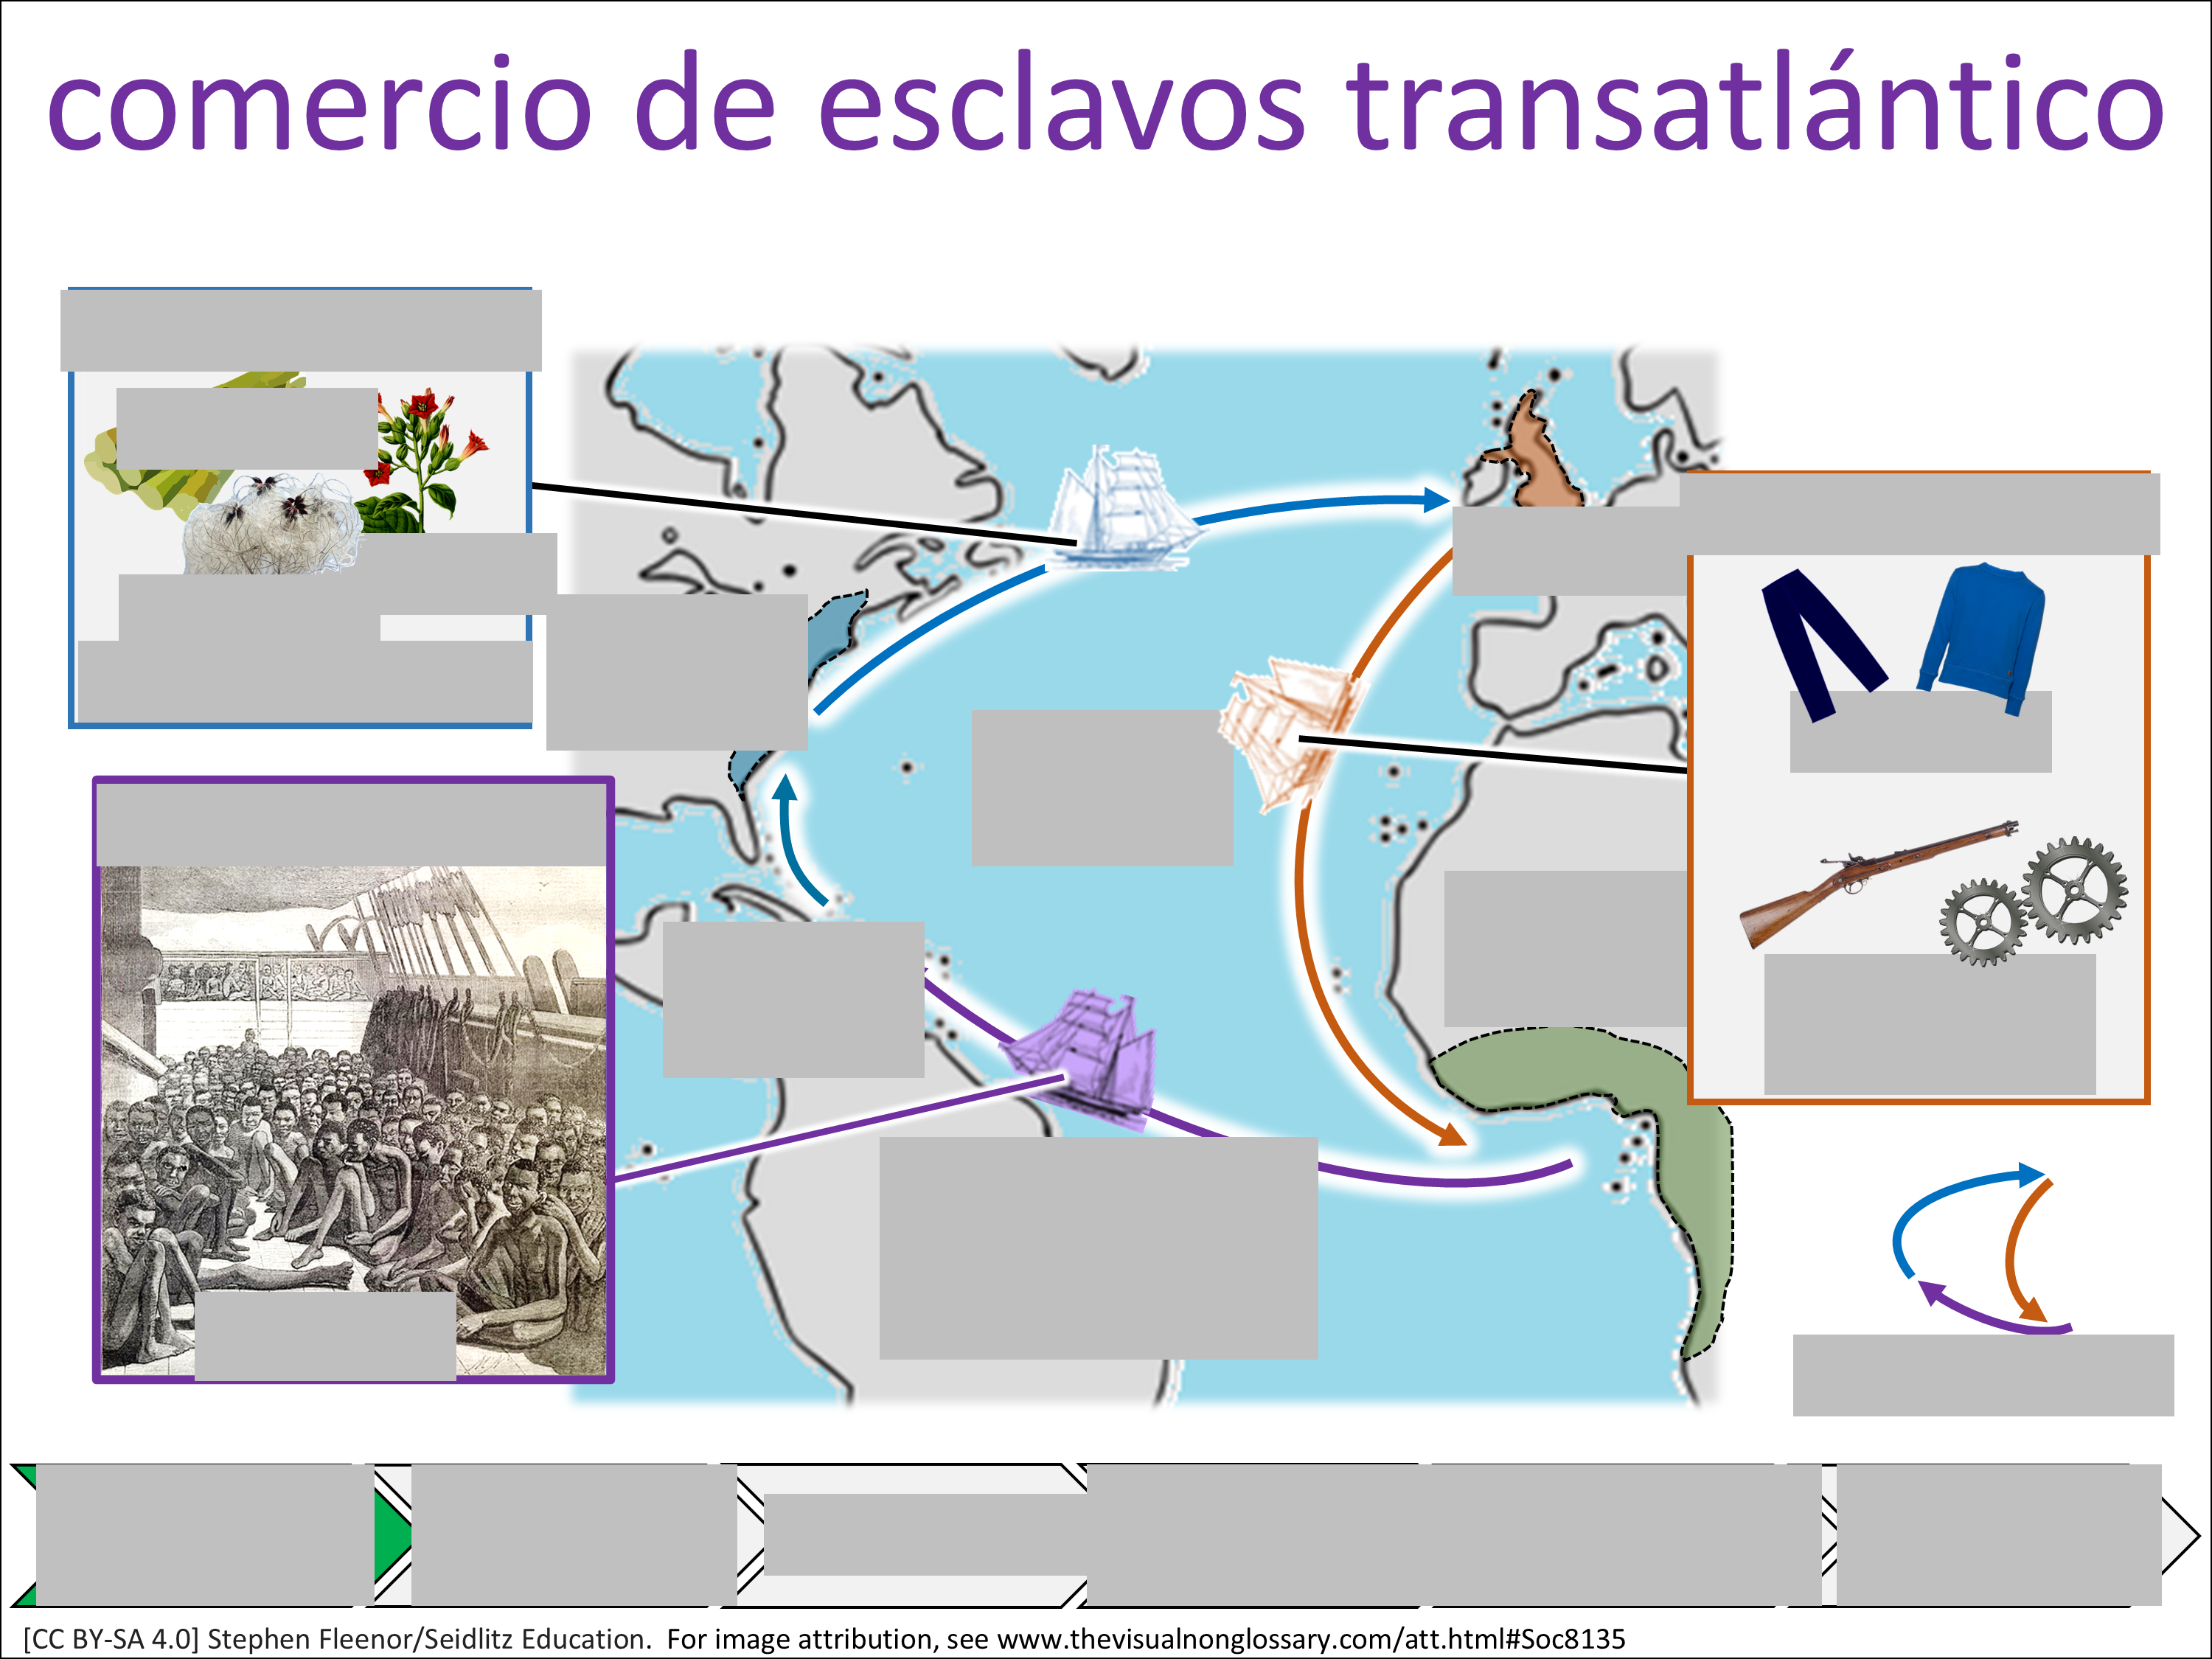 comercio de esclavos transatlántico
[CC BY-SA 4.0] Stephen Fleenor/Seidlitz Education.  For image attribution, see www.thevisualnonglossary.com/att.html#Soc8135